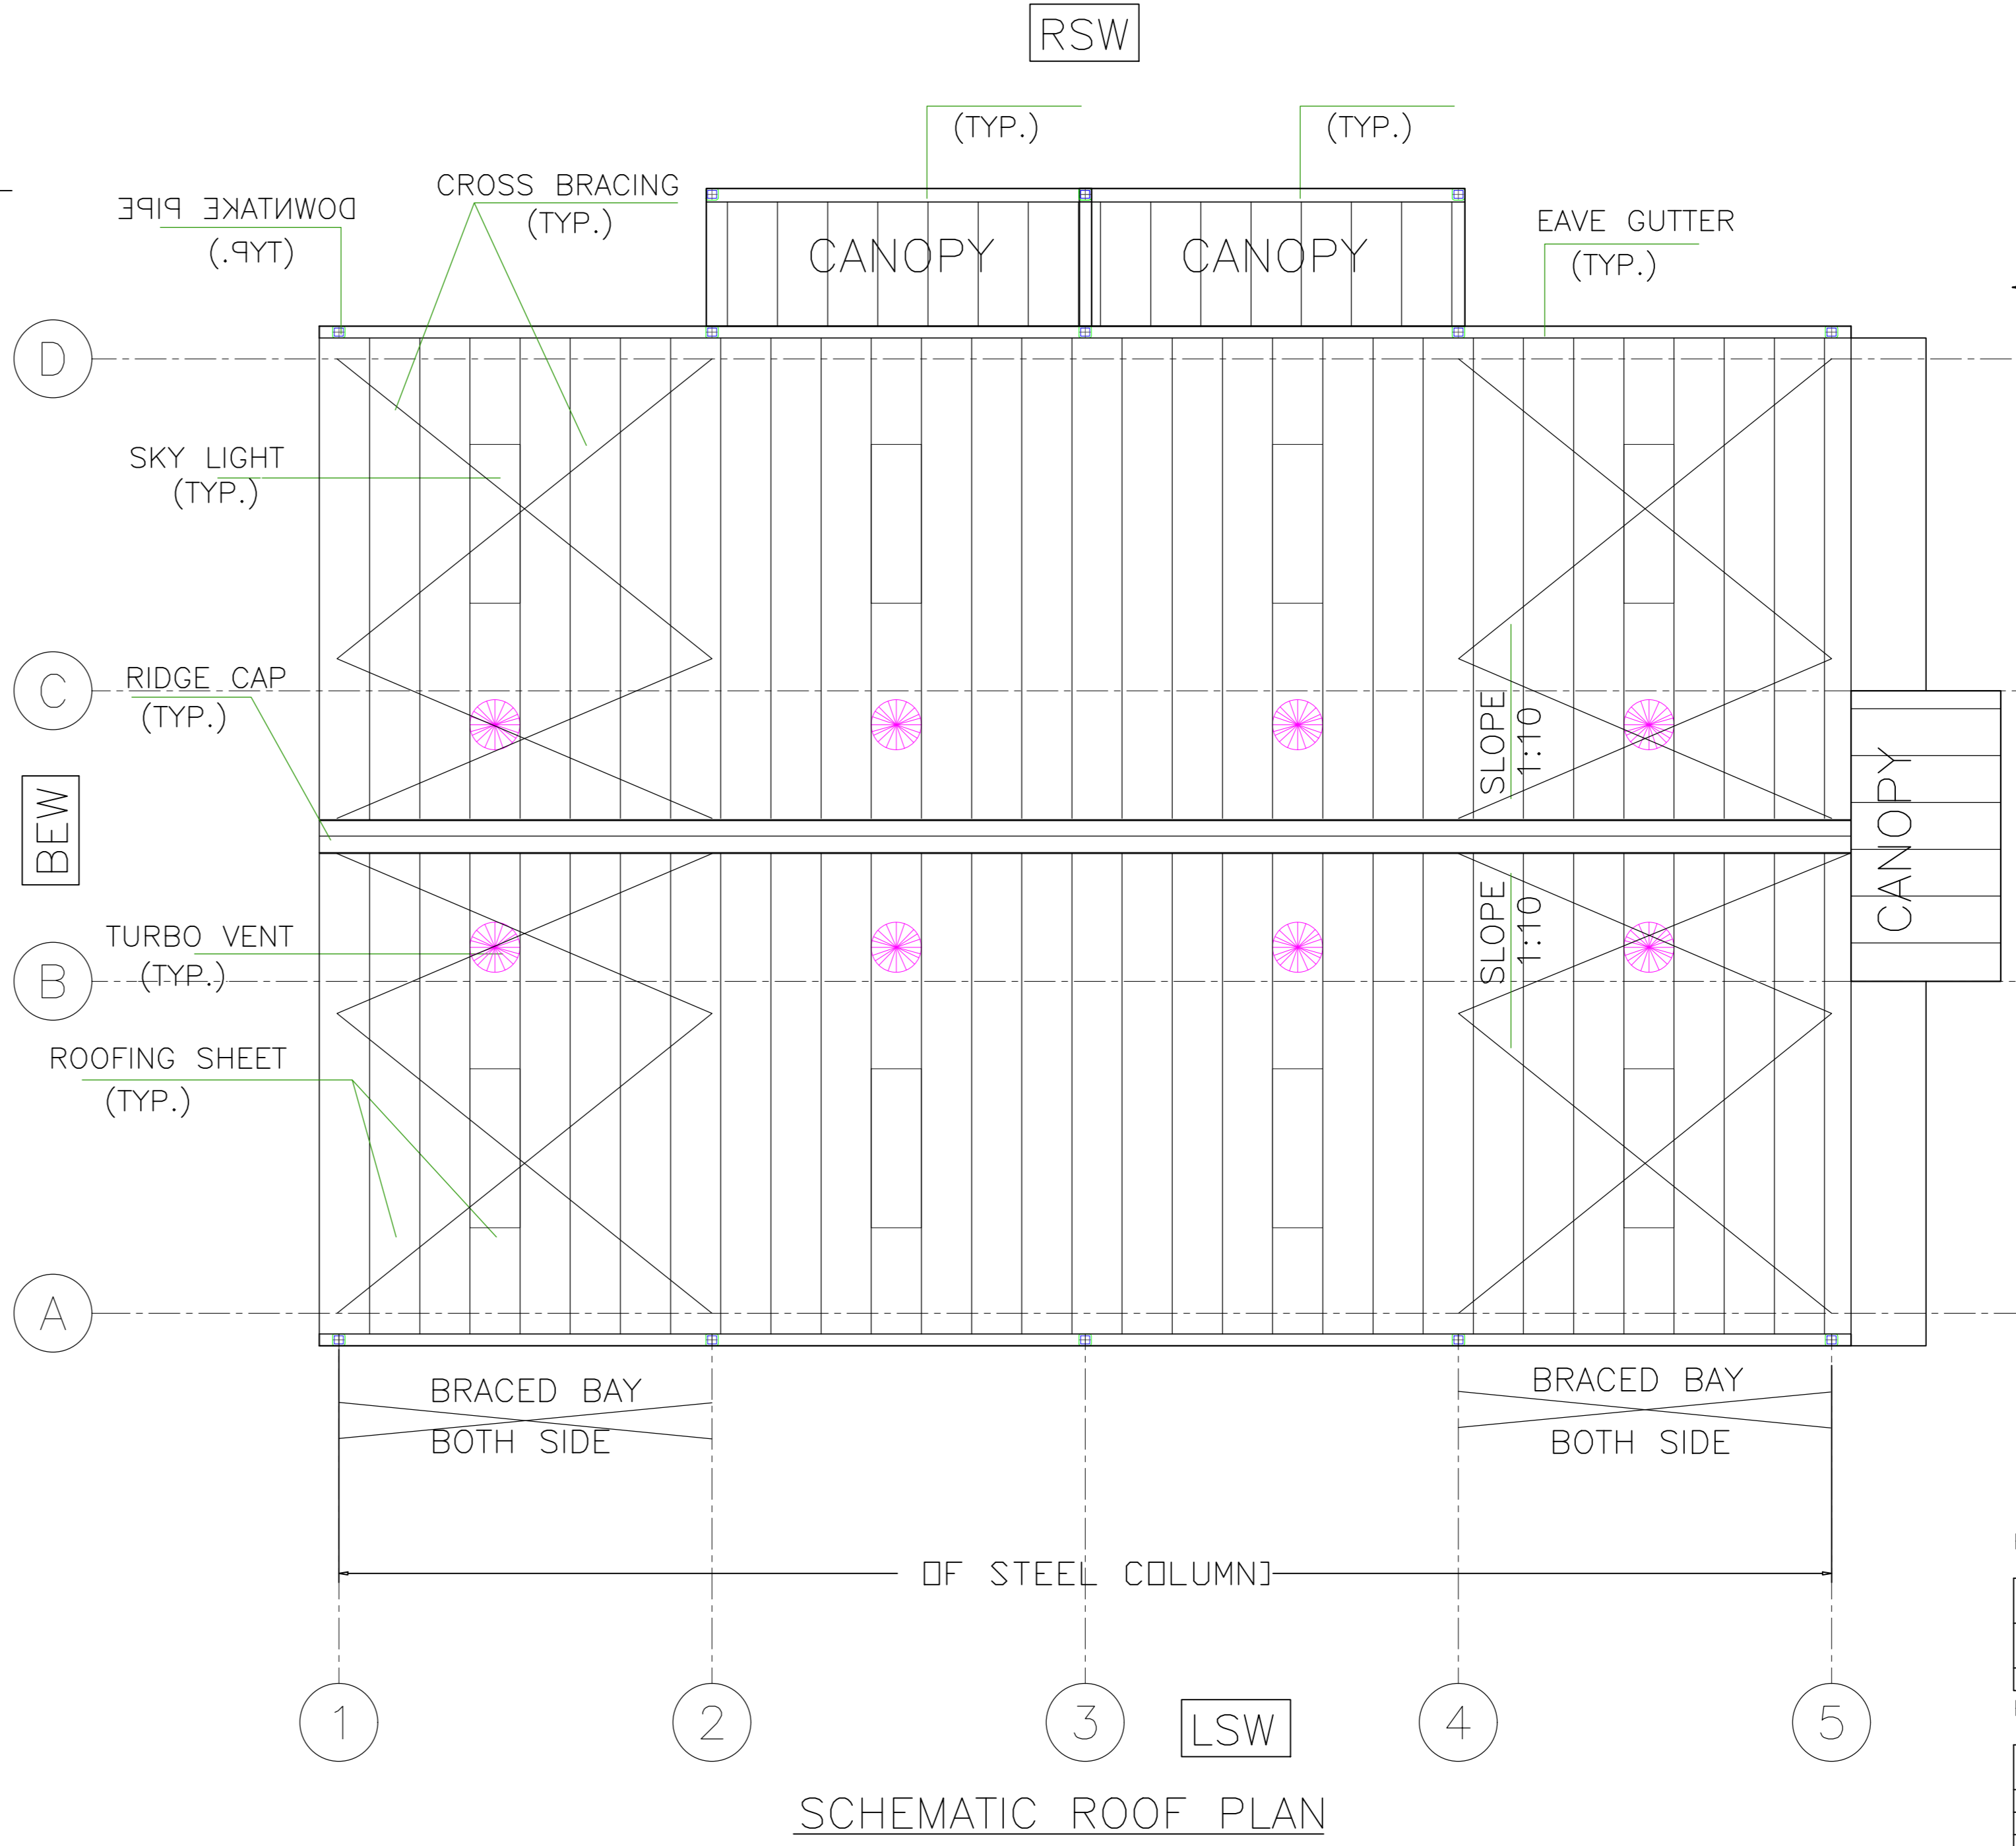 RSW
(TYP.)
(TYP.)
DOWNTAKE PIPE
(TYP.)
CROSS BRACING
(TYP.)
CANOPY
CANOPY
EAVE GUTTER
(TYP.)
D
SKY LIGHT
(TYP.)
C
RIDGE CAP
(TYP.)
SLOPE
1:10
BEW
CANOPY
TURBO VENT
(TYP.)
SLOPE
1:10
B
ROOFING SHEET
(TYP.)
A
BRACED BAY
BOTH SIDE
BRACED BAY
BOTH SIDE
OF STEEL COLUMN]
1
2
3
4
5
LSW
SCHEMATIC ROOF PLAN